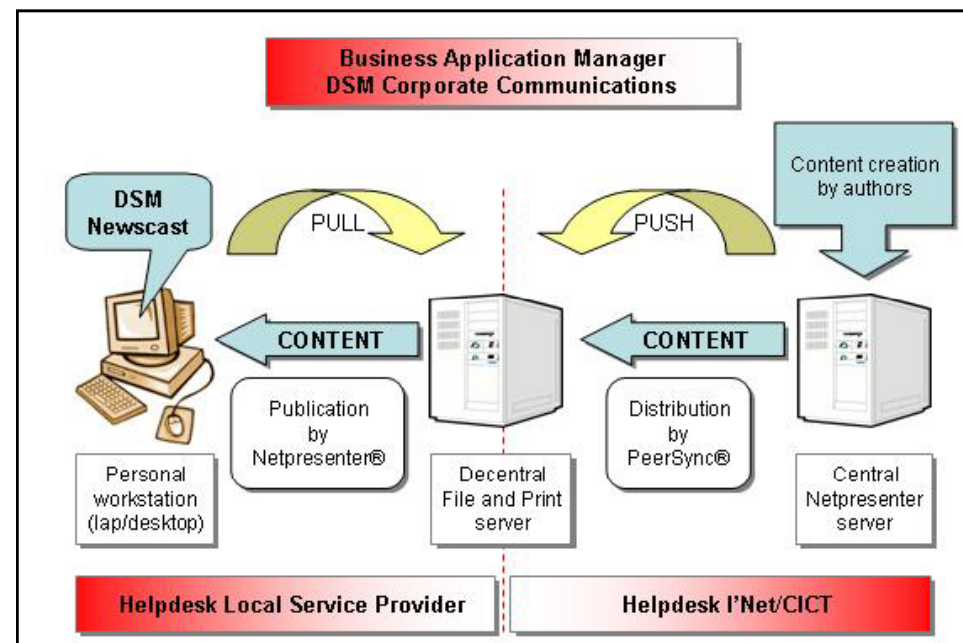 Business Application Manager
DSM Corporate Communications
Content creation
by authors
DSM
Newscast
PULL
PUSH
CONTENT
CONTENT
Publication
by
Netpresenter®
Distribution
by
PeerSync®
Personal
workstation
(lap/desktop)
Decentral
File and Print
server
Central
Netpresenter
server
Helpdesk Local Service Provider
Helpdesk I'Net/CICT